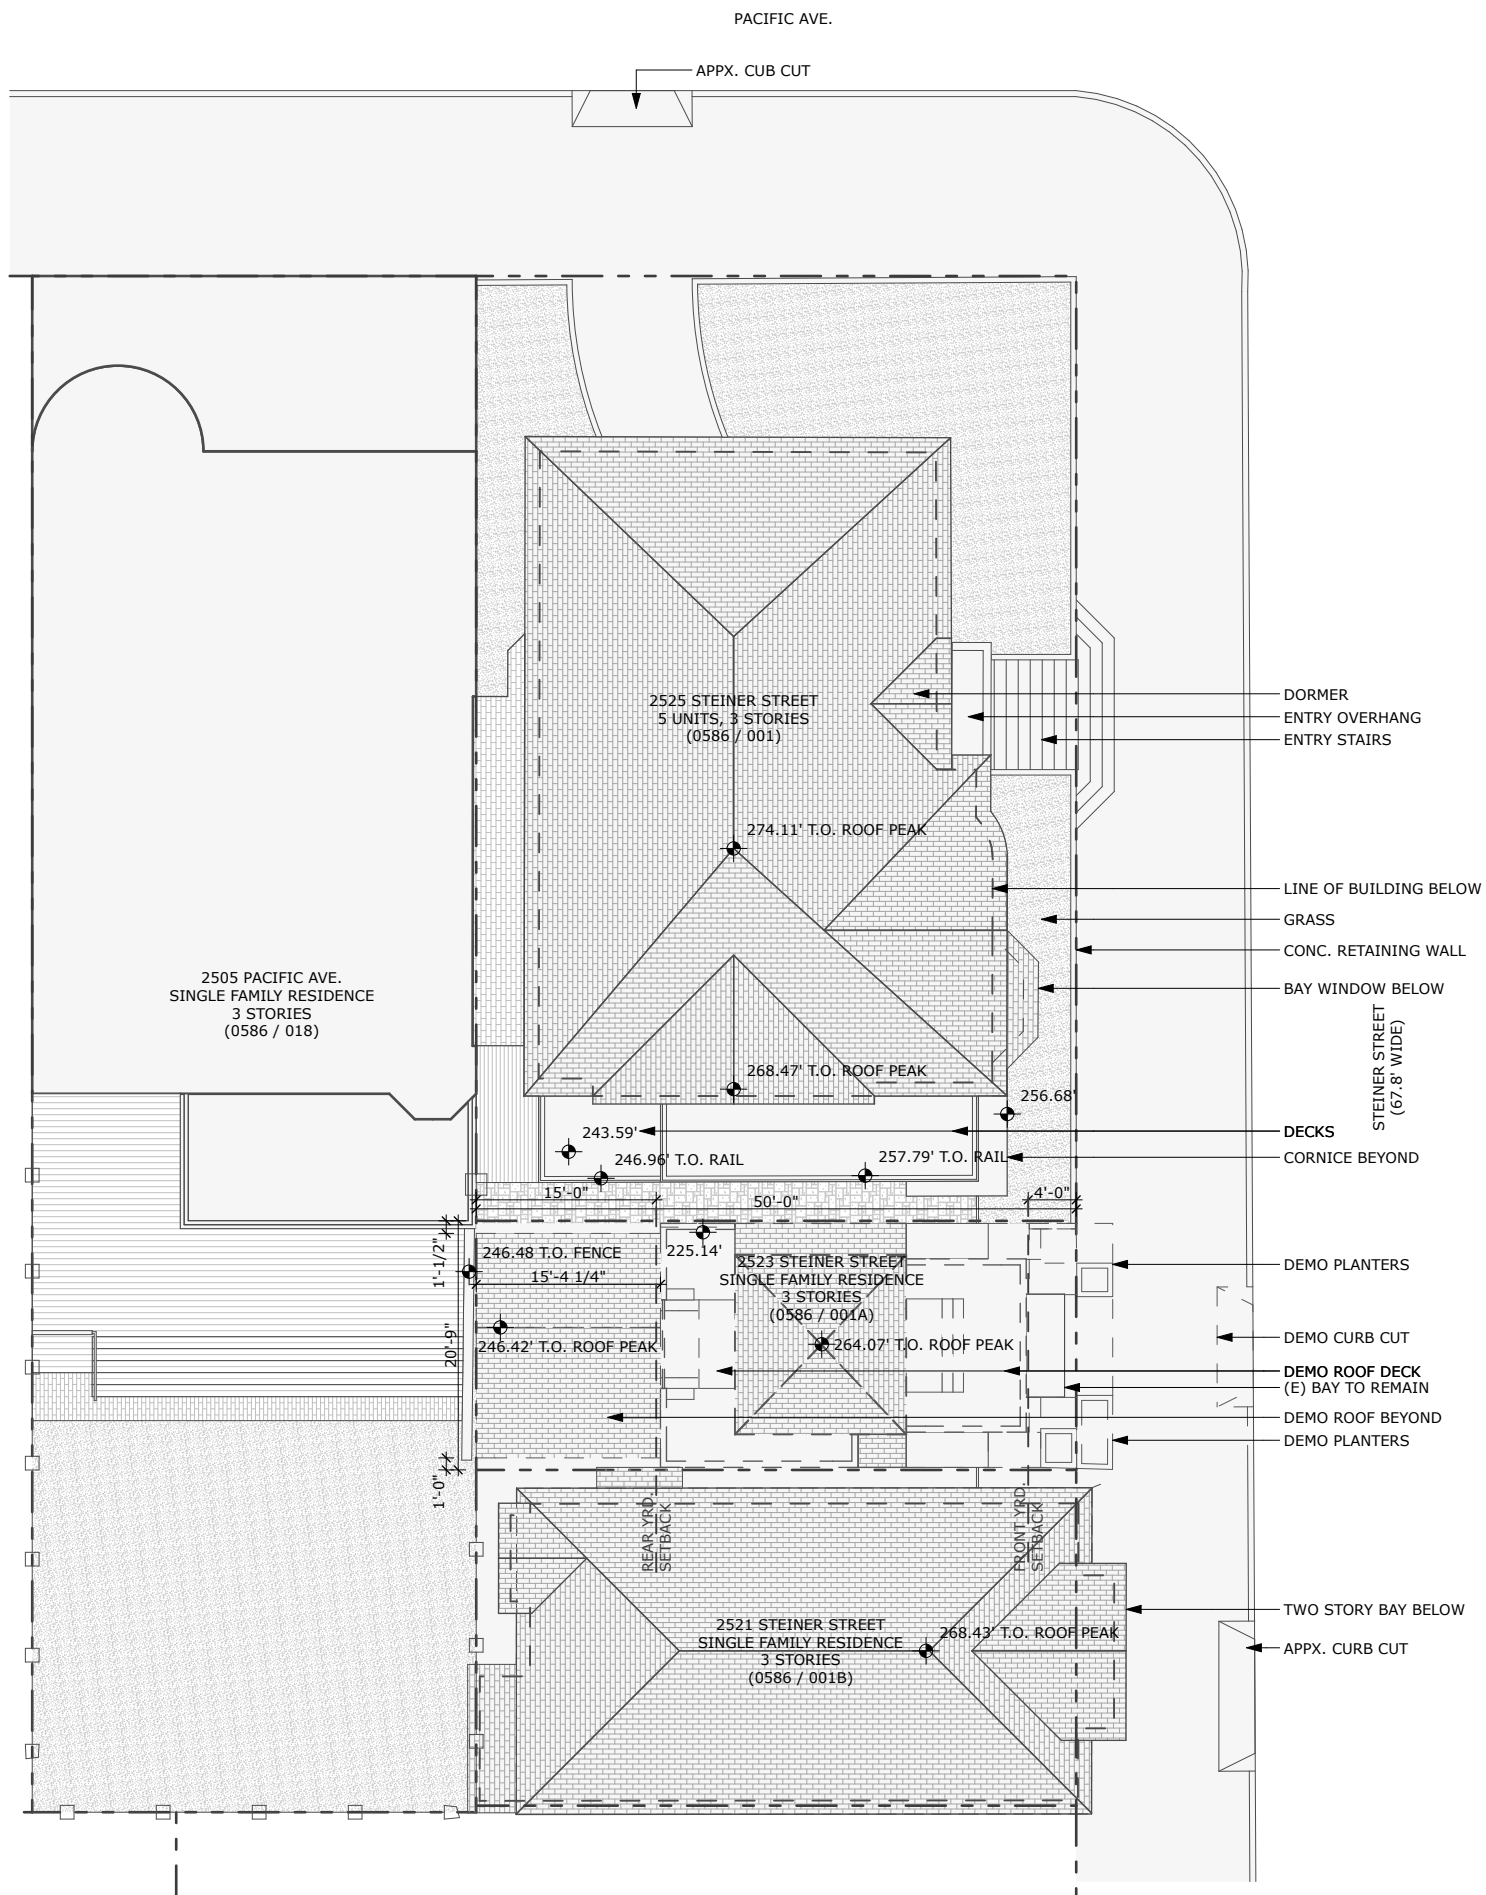 PACIFIC AVE.
APPX. CUB CUT
2525 STEINER STREET
5 UNITS, 3 STORIES
(0586 / 001)
DORMER
ENTRY OVERHANG
ENTRY STAIRS
274.11' T.O. ROOF PEAK
LINE OF BUILDING BELOW
GRASS
CONC. RETAINING WALL
BAY WINDOW BELOW
2505 PACIFIC AVE.
SINGLE FAMILY RESIDENCE
3 STORIES
(0586 / 018)
STEINER STREET
(67.8' WIDE)
268.47' T.O. ROOF PEAK
256.68'
243.59'
DECKS
246.96' T.O. RAIL
257.79' T.O. RAIL
CORNICE BEYOND
15'-0"
50'-0"
4'-0"
1'-1/2"
246.48 T.O. FENCE
225.14'
15'-4 1/4"
2523 STEINER STREET
SINGLE FAMILY RESIDENCE
3 STORIES
(0586 / 001A)
DEMO PLANTERS
20'-9"
246.42' T.O. ROOF PEAK
264.07' T.O. ROOF PEAK
DEMO CURB CUT
DEMO ROOF DECK
(E) BAY TO REMAIN
DEMO ROOF BEYOND
DEMO PLANTERS
1'-0"
REAR YRD.
SETBACK
FRONT YRD.
SETBACK
2521 STEINER STREET
SINGLE FAMILY RESIDENCE
3 STORIES
(0586 / 001B)
268.43' T.O. ROOF PEAK
TWO STORY BAY BELOW
APPX. CURB CUT